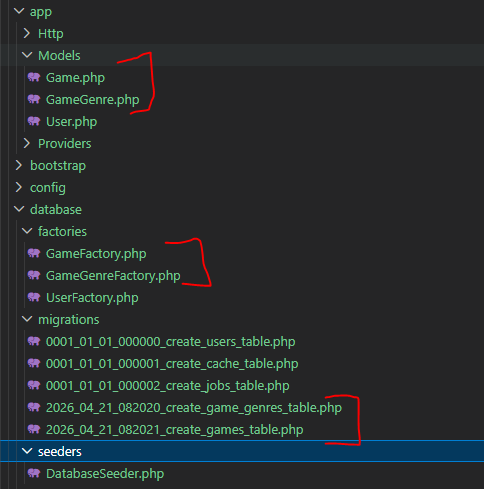 app
Http
Models
Game.php
GameGenre.php
User.php
Providers
bootstrap
config
database
factories
GameFactory.php
GameGenreFactory.php
UserFactory.php
migrations
0001_01_01_000000_create_users_table.php
0001_01_01_000001_create_cache_table.php
0001_01_01_000002_create_jobs_table.php
2026_04_21_082020_create_game_genres_table.php
2026_04_21_082021_create_games_table.php
seeders
DatabaseSeeder.php